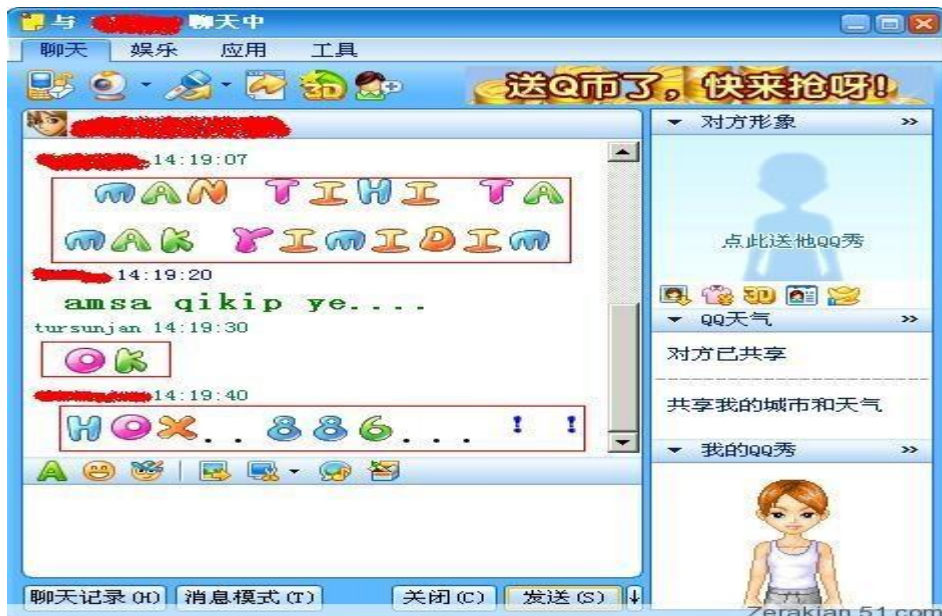 与 聊天中
聊天 娱乐 应用 工具
3D
送Q币了。快来抢呀!
14:19:07
MAN TIHI TA
MAK YIMIDIM
14:19:20
amsa qikip ye....
tursunjan 14:19:30
OK
14:19:40
HOX..886...!!
对方形象 »
点此送他QQ秀
3D
QQ天气 »
对方已共享
共享我的城市和天气
我的QQ秀 »
A
聊天记录(H) 消息模式(T) 关闭(C) 发送(S)
Zerakian.51.com